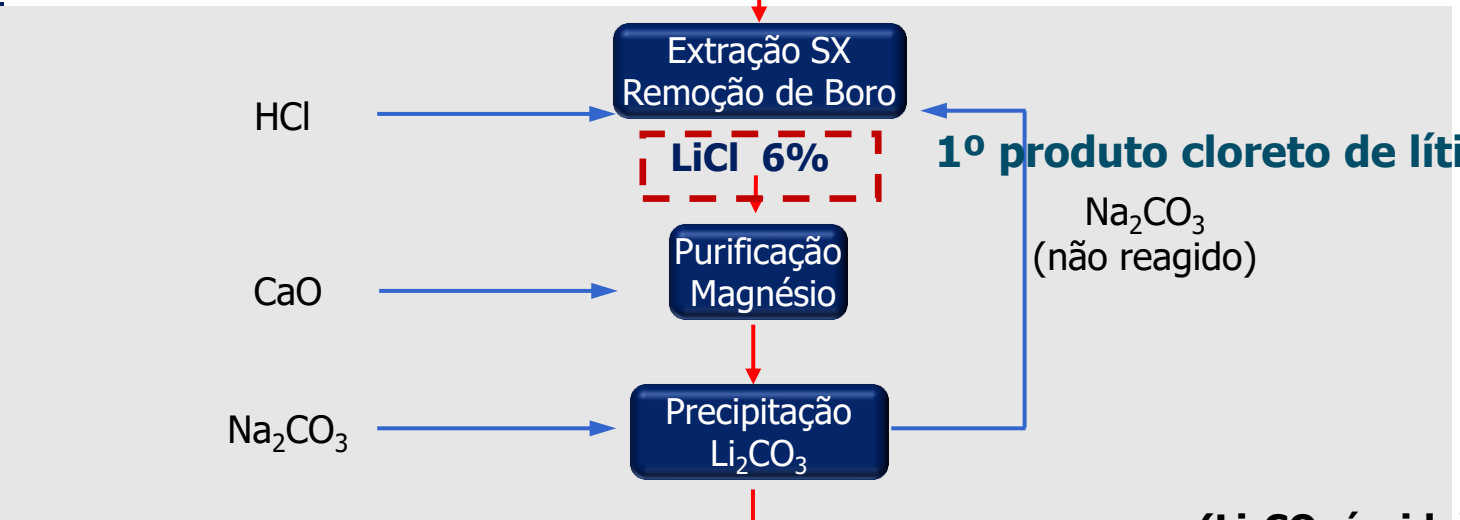 Extração SX
Remoção de Boro
HCl
LiCl 6%
1º produto cloreto de
Na₂CO₃
(não reagido)
Purificação
Magnésio
CaO
Precipitação
Li₂CO₃
Na₂CO₃